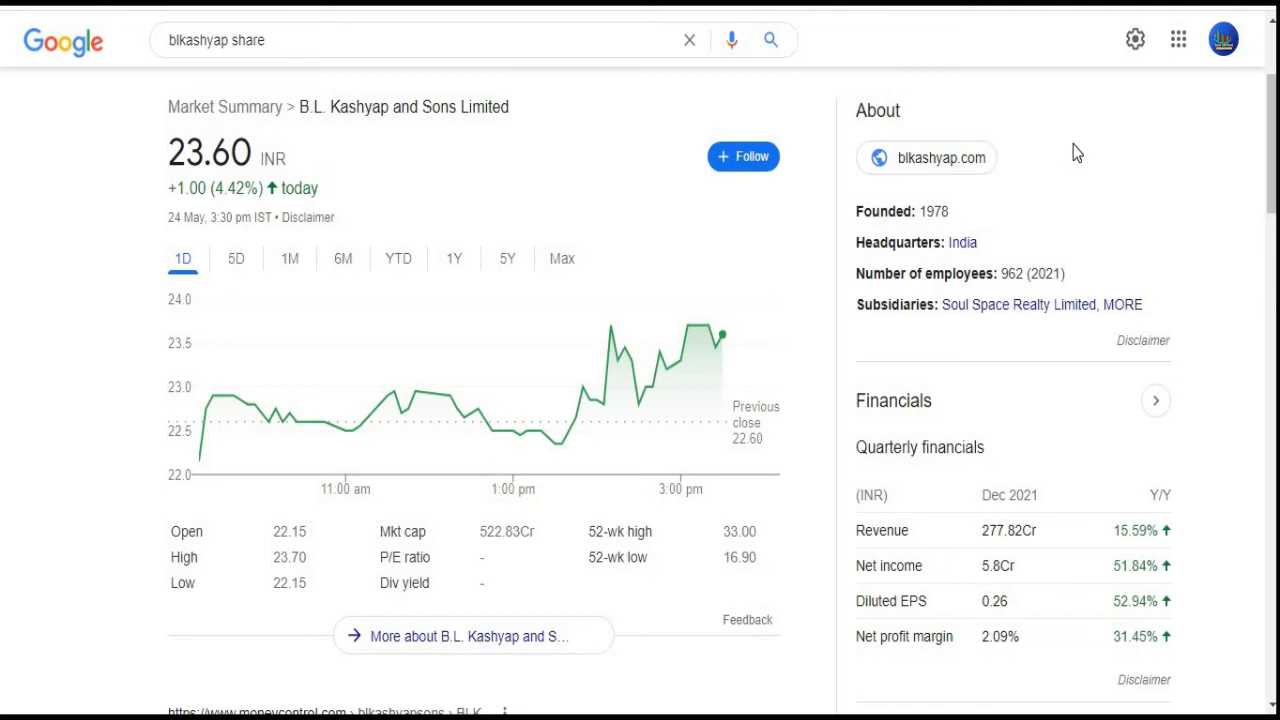 Google
blkashyap share
Market Summary > B.L. Kashyap and Sons Limited
23.60 INR
+ Follow
+1.00 (4.42%) ↑ today
24 May, 3:30 pm IST • Disclaimer
1D 5D 1M 6M YTD 1Y 5Y Max
24.0
23.5
23.0
22.5
22.0
Previous
close
22.60
11:00 am 1:00 pm 3:00 pm
Open 22.15 Mkt cap 522.83Cr 52-wk high 33.00
High 23.70 P/E ratio - 52-wk low 16.90
Low 22.15 Div yield -
Feedback
→ More about B.L. Kashyap and S...
https://www.moneycontrol.com › blkashyapsons › BLK
About
blkashyap.com
Founded: 1978
Headquarters: India
Number of employees: 962 (2021)
Subsidiaries: Soul Space Realty Limited, MORE
Disclaimer
Financials
Quarterly financials
(INR) Dec 2021 Y/Y
Revenue 277.82Cr 15.59% ↑
Net income 5.8Cr 51.84% ↑
Diluted EPS 0.26 52.94% ↑
Net profit margin 2.09% 31.45% ↑
Disclaimer